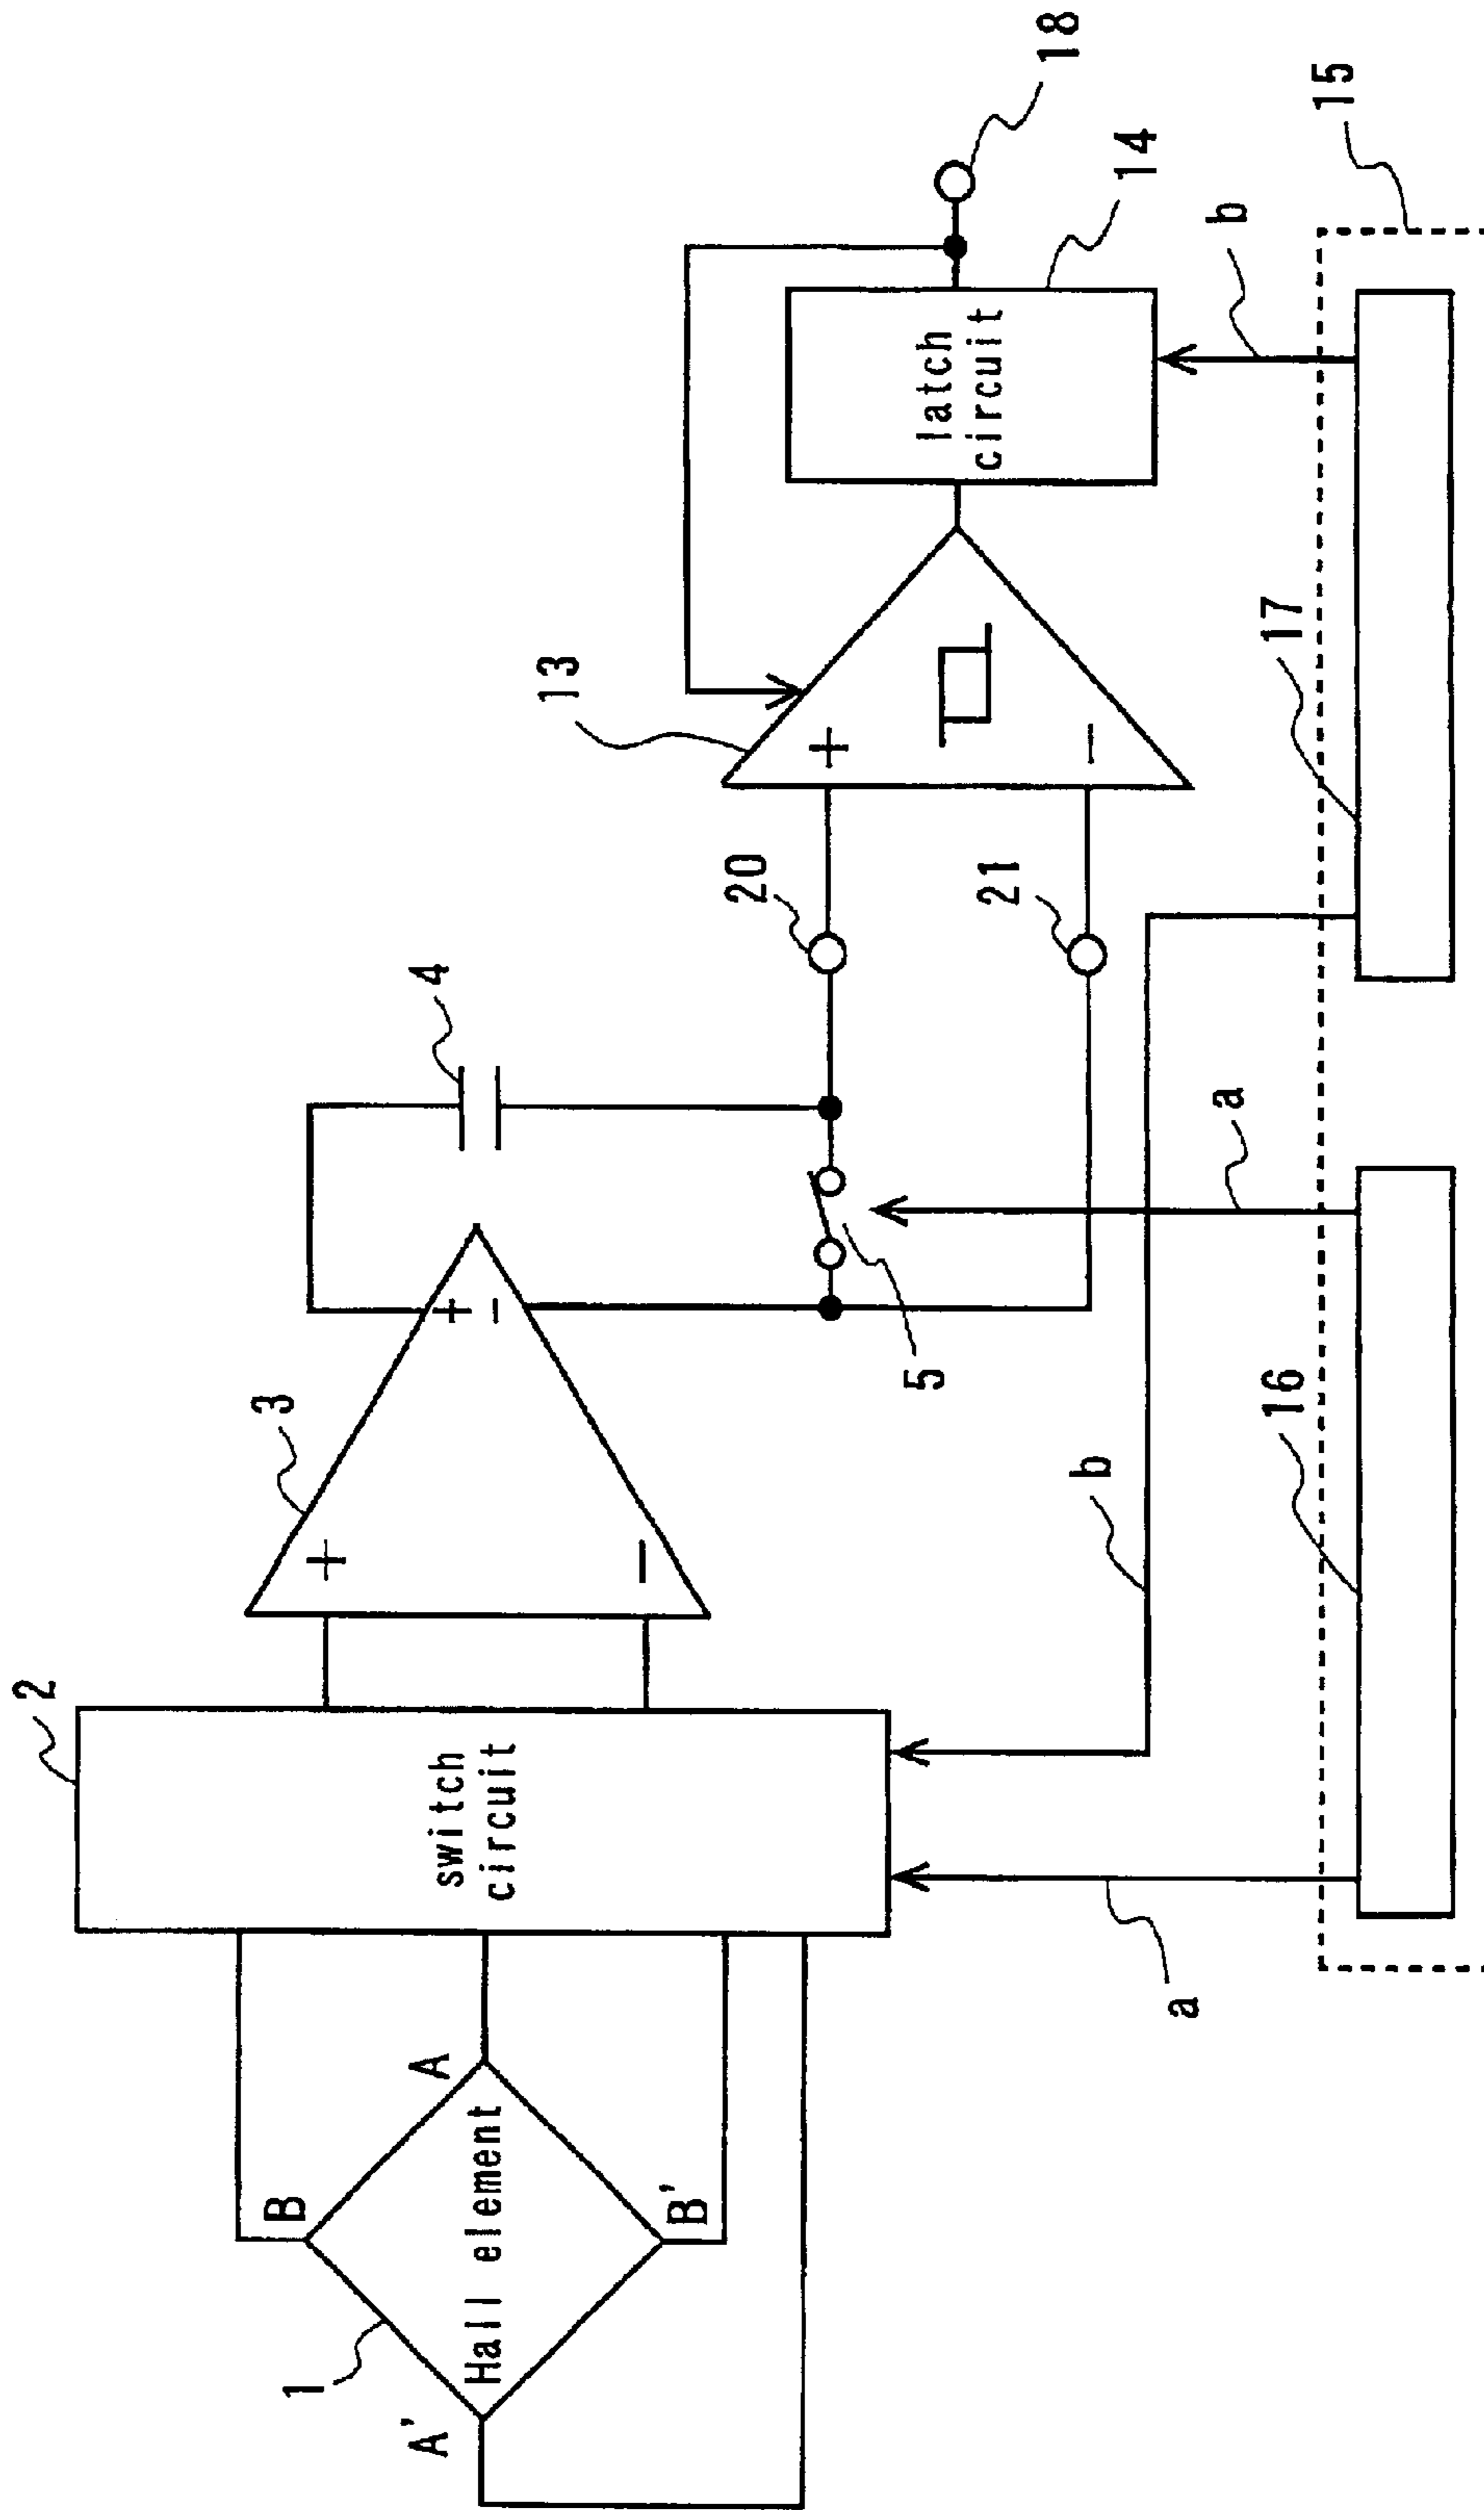 1
A'
B
A
B'
Hall element
2
switch
circuit
3
+
−
+
−
4
5
20
21
13
+
−
latch
circuit
14
18
a
b
a
b
16
17
15